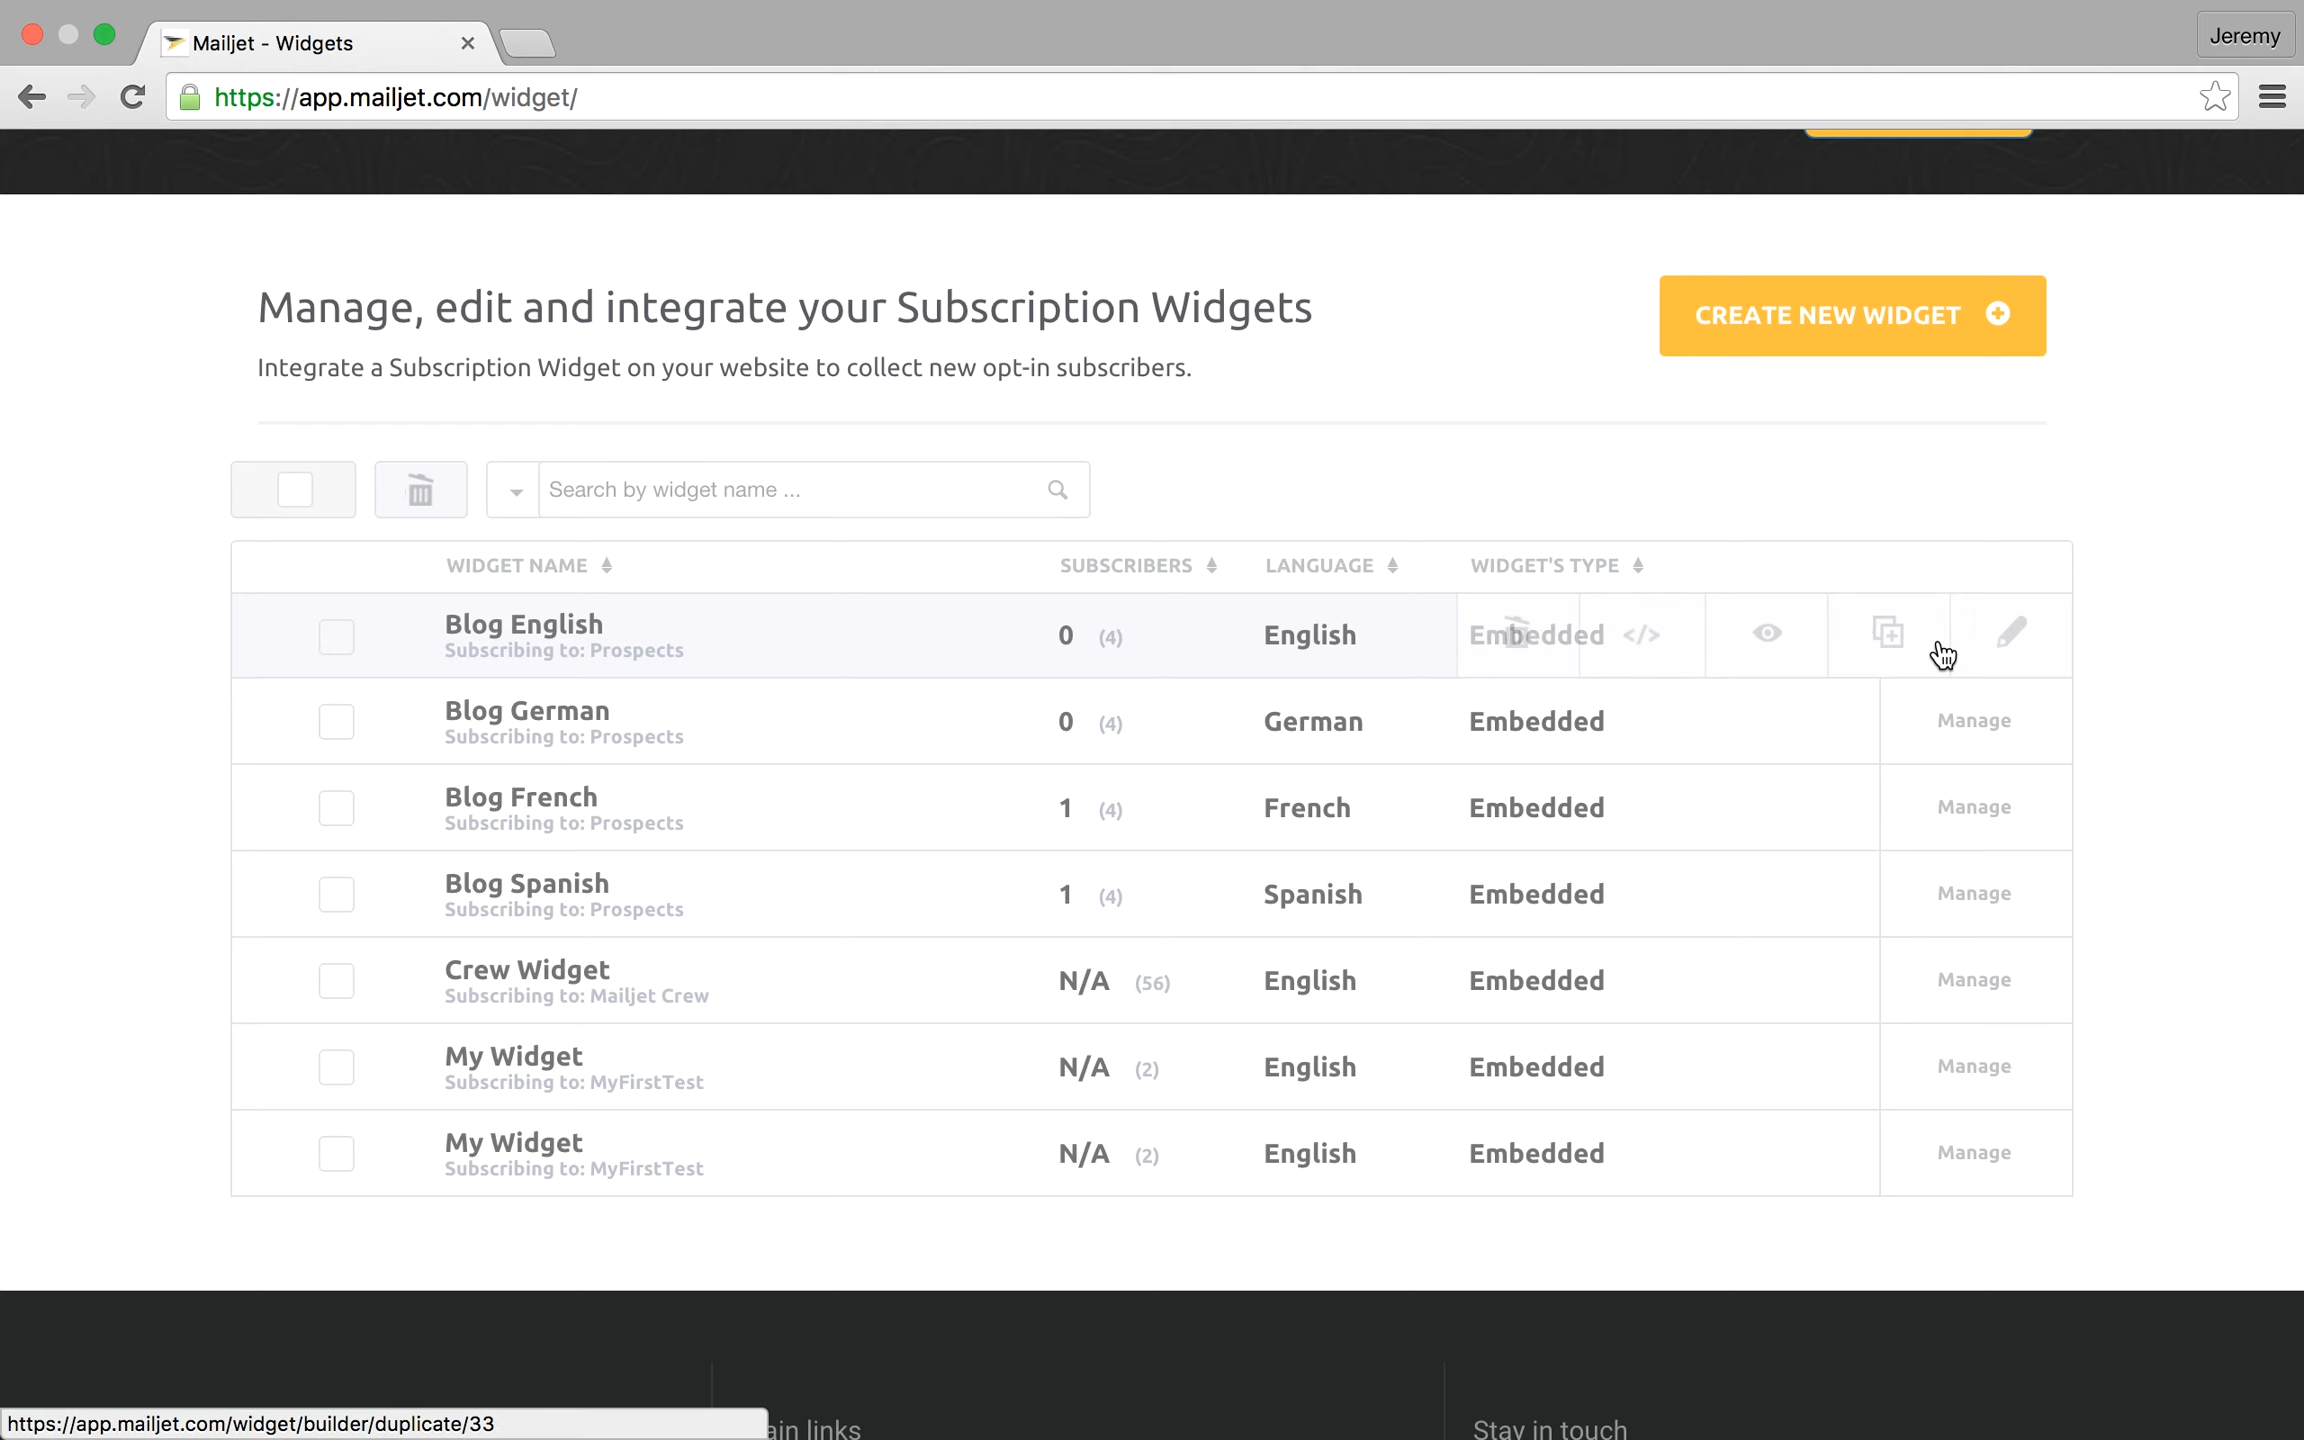 Mailjet - Widgets
Jeremy
https://app.mailjet.com/widget/
Manage, edit and integrate your Subscription Widgets
CREATE NEW WIDGET
Integrate a Subscription Widget on your website to collect new opt-in subscribers.
Search by widget name ...
WIDGET NAME SUBSCRIBERS LANGUAGE WIDGET'S TYPE
Blog English
Subscribing to: Prospects
0 (4) English Embedded </>
Blog German
Subscribing to: Prospects
0 (4) German Embedded Manage
Blog French
Subscribing to: Prospects
1 (4) French Embedded Manage
Blog Spanish
Subscribing to: Prospects
1 (4) Spanish Embedded Manage
Crew Widget
Subscribing to: Mailjet Crew
N/A (56) English Embedded Manage
My Widget
Subscribing to: MyFirstTest
N/A (2) English Embedded Manage
My Widget
Subscribing to: MyFirstTest
N/A (2) English Embedded Manage
https://app.mailjet.com/widget/builder/duplicate/33
ain links
Stay in touch